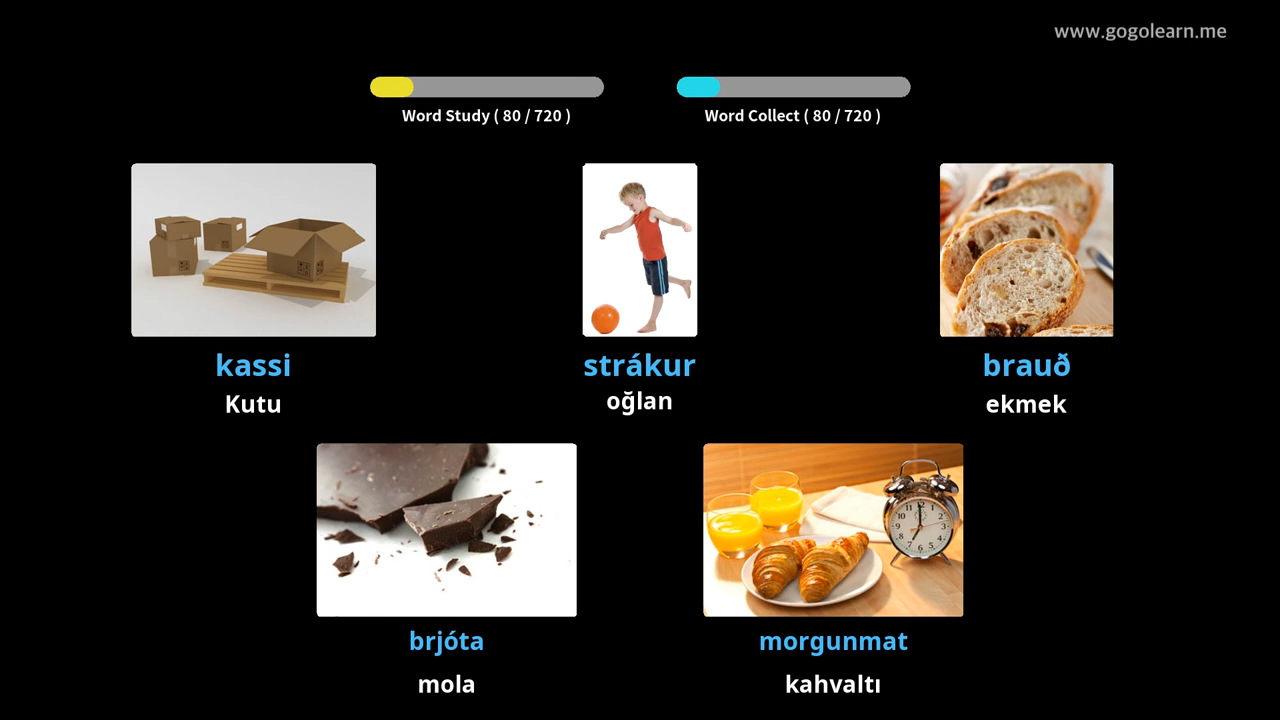 www.gogolearn.me
Word Study ( 80 / 720 )
Word Collect ( 80 / 720 )
kassi
Kutu
strákur
oğlan
brauð
ekmek
brjóta
mola
morgunmat
kahvaltı